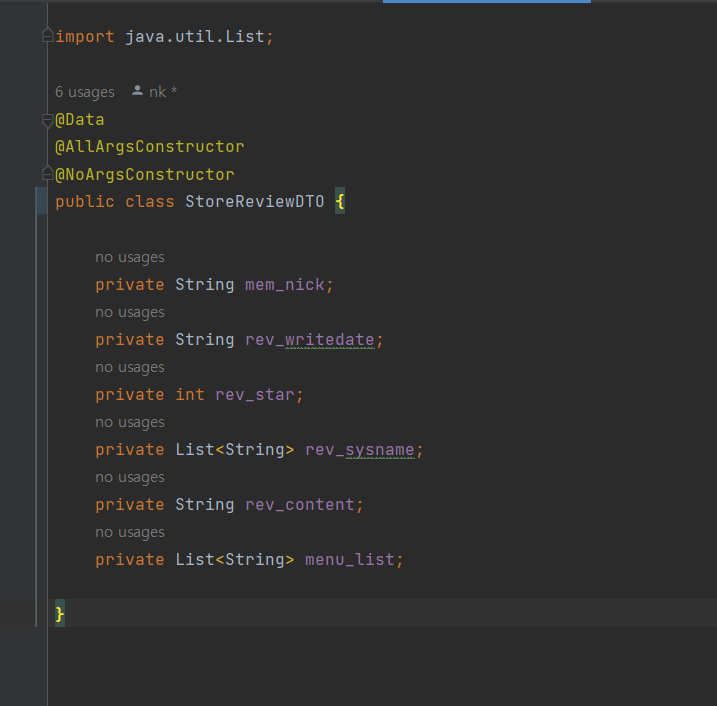 import java.util.List;
6 usages nk *
@Data
@AllArgsConstructor
@NoArgsConstructor
public class StoreReviewDTO {
no usages
private String mem_nick;
no usages
private String rev_writedate;
no usages
private int rev_star;
no usages
private List<String> rev_sysname;
no usages
private String rev_content;
no usages
private List<String> menu_list;
}